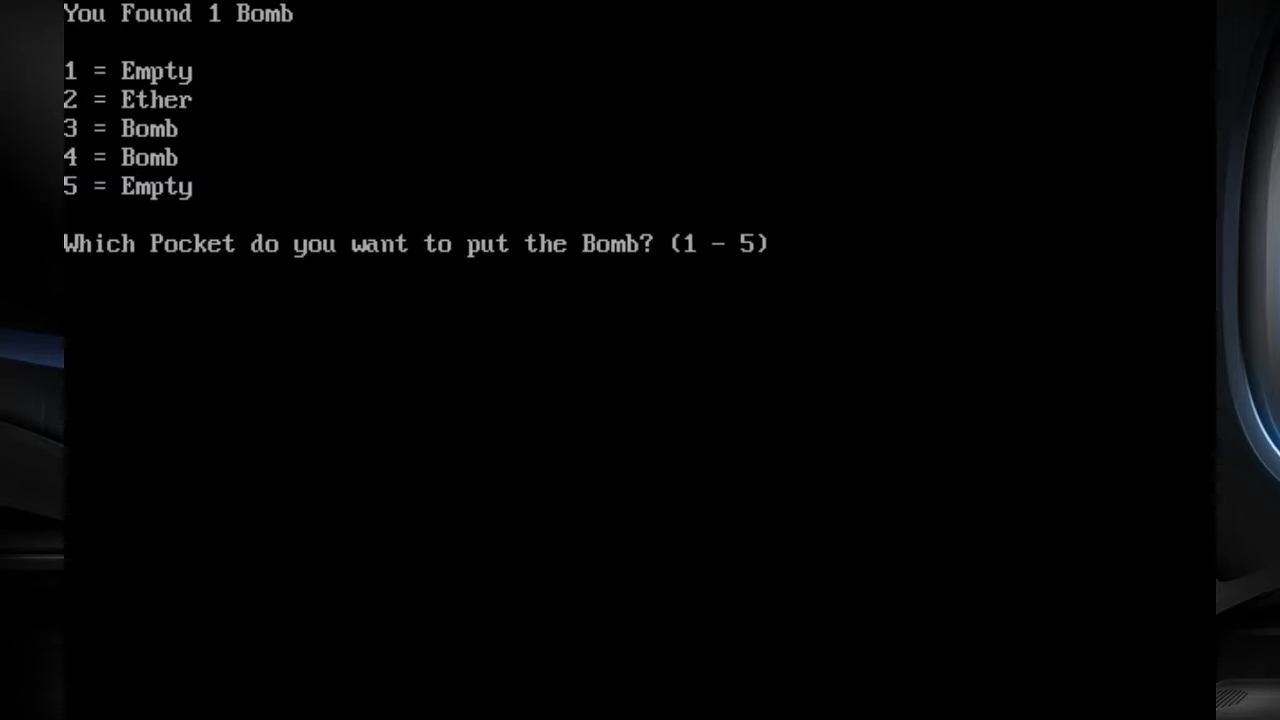 You Found 1 Bomb
1 = Empty
2 = Ether
3 = Bomb
4 = Bomb
5 = Empty
Which Pocket do you want to put the Bomb? (1 - 5)